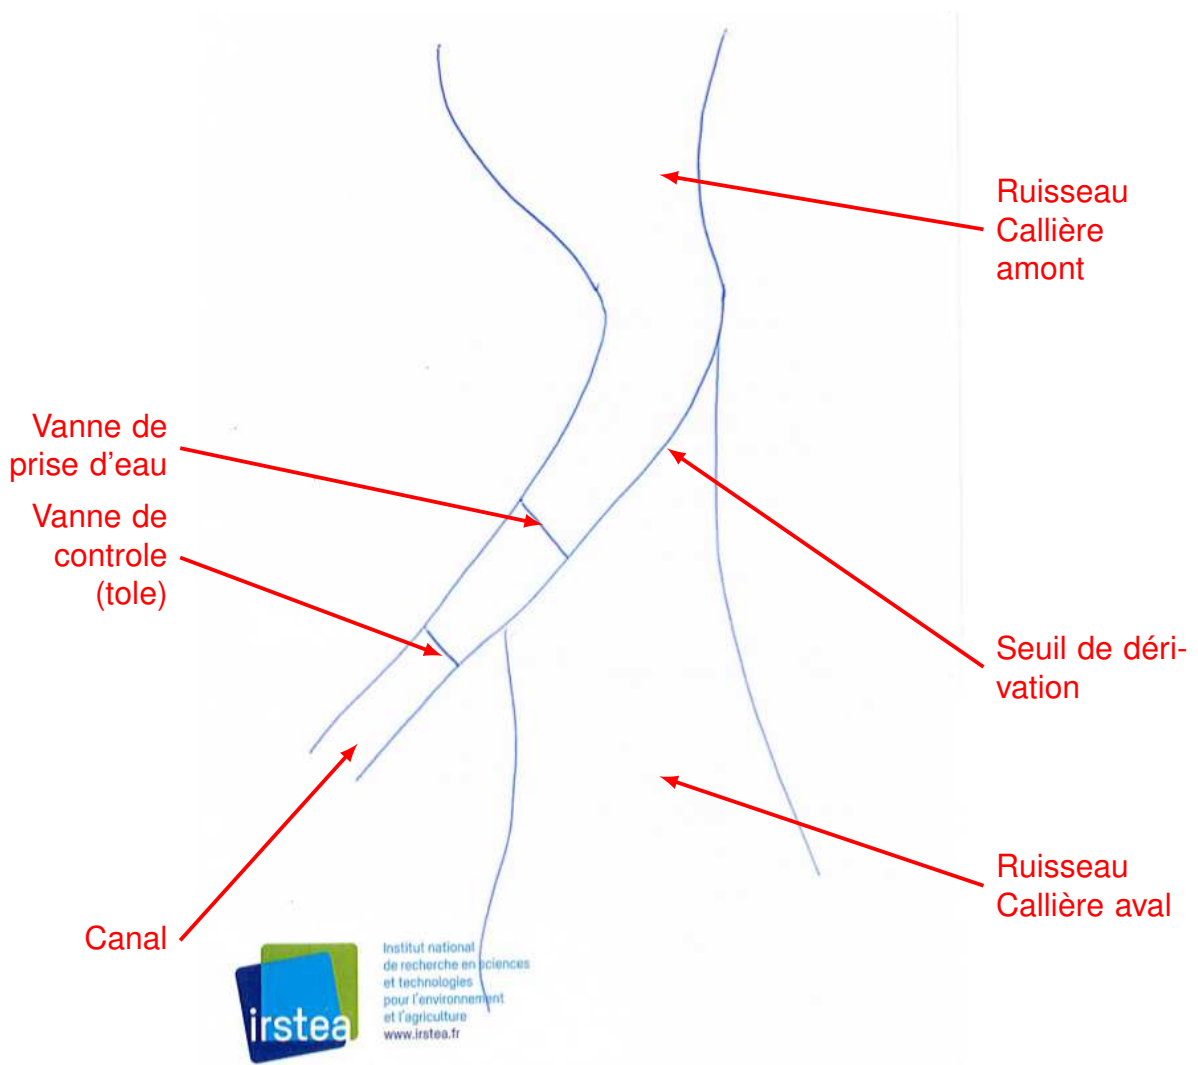 Ruisseau
Callière
amont
Vanne de
prise d'eau
Vanne de
controle
(tole)
Seuil de déri-
vation
Ruisseau
Callière aval
Canal
irstea
Institut national
de recherche en sciences
et technologies
pour l'environnement
et l'agriculture
www.irstea.fr